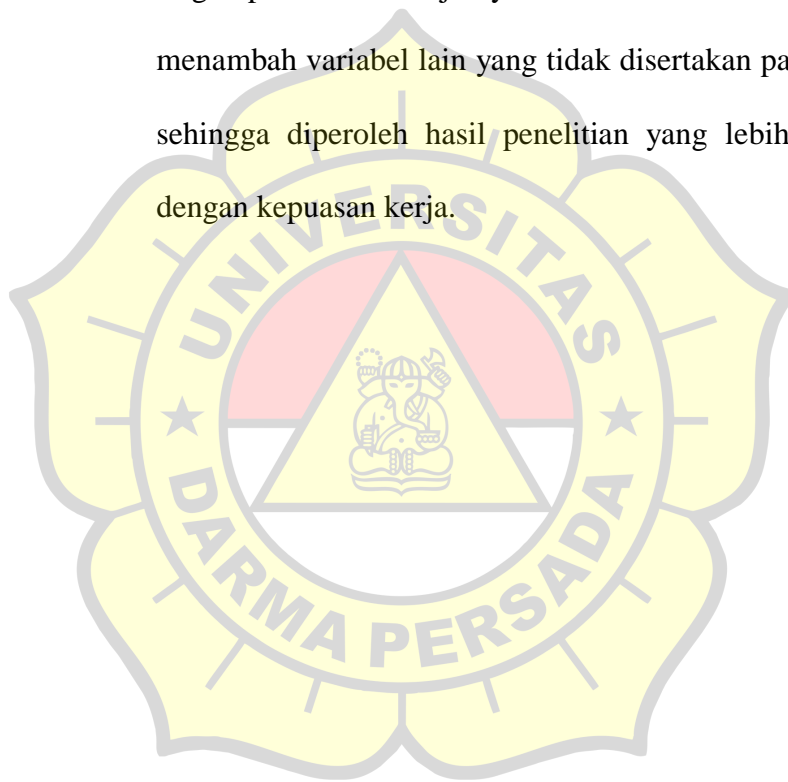 menambah variabel lain yang tidak disertakan pa
sehingga diperoleh hasil penelitian yang lebih
dengan kepuasan kerja.
UNIVERSITAS
DARMA PERSADA